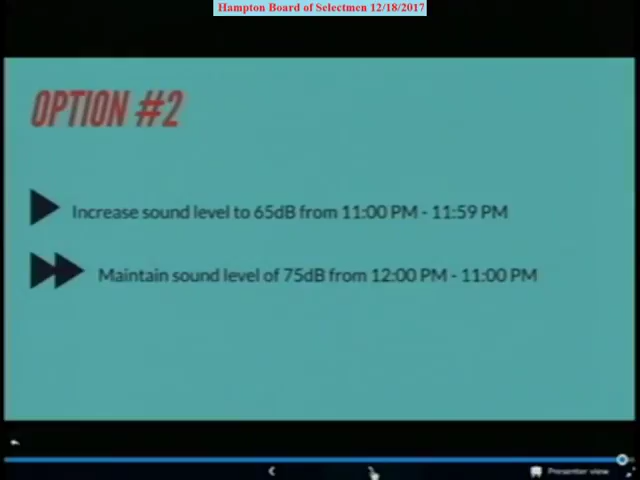 Hampton Board of Selectmen 12/18/2017
OPTION #2
Increase sound level to 65dB from 11:00 PM - 11:59 PM
Maintain sound level of 75dB from 12:00 PM - 11:00 PM
Presenter view